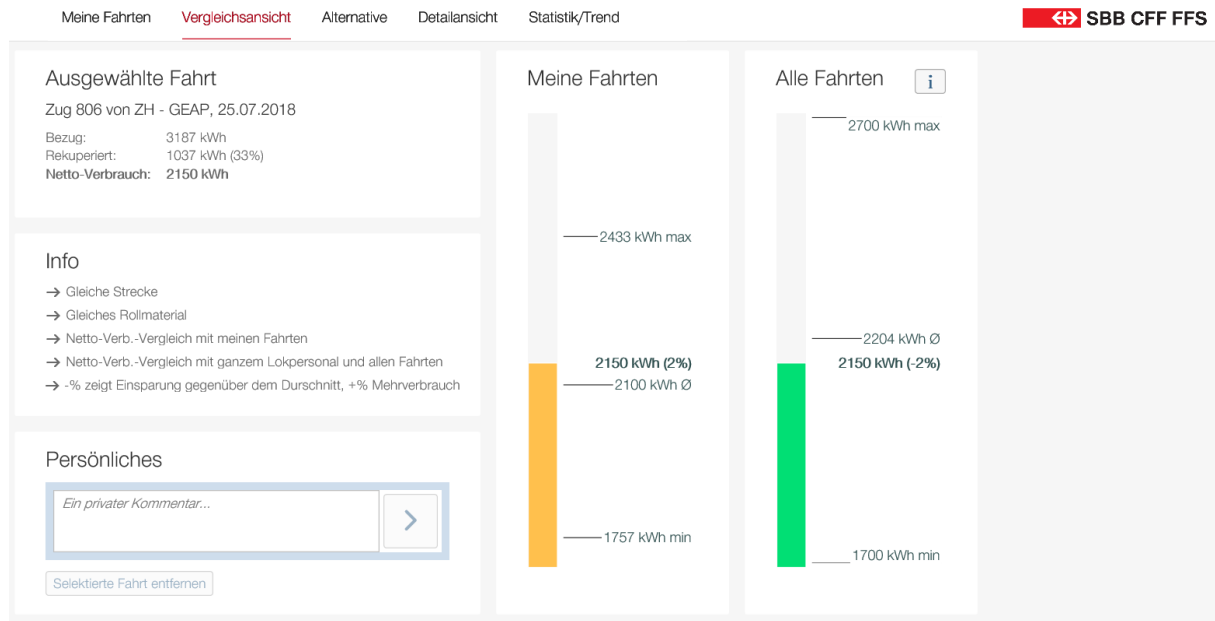 Meine Fahrten Vergleichsansicht Alternative Detailansicht Statistik/Trend SBB CFF FFS
Ausgewählte Fahrt
Zug 806 von ZH - GEAP, 25.07.2018
Bezug: 3187 kWh
Rekuperiert: 1037 kWh (33%)
Netto-Verbrauch: 2150 kWh
Info
→ Gleiche Strecke
→ Gleiches Rollmaterial
→ Netto-Verb.-Vergleich mit meinen Fahrten
→ Netto-Verb.-Vergleich mit ganzem Lokpersonal und allen Fahrten
→ -% zeigt Einsparung gegenüber dem Durschnitt, +% Mehrverbrauch
Persönliches
Ein privater Kommentar...
Selektierte Fahrt entfernen
Meine Fahrten
2433 kWh max
2150 kWh (2%)
2100 kWh Ø
1757 kWh min
Alle Fahrten i
2700 kWh max
2204 kWh Ø
2150 kWh (-2%)
1700 kWh min